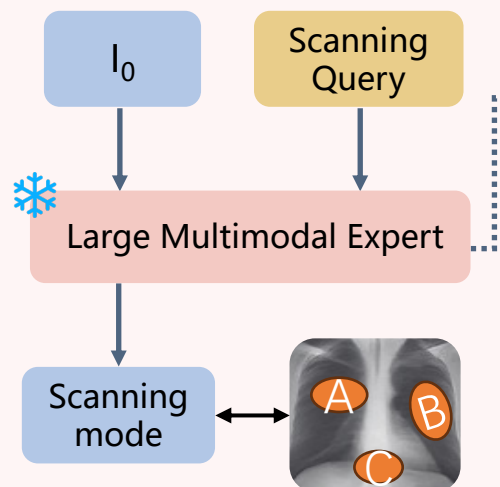 I₀
Scanning
Query
Large Multimodal Expert
Scanning
mode
A
B
C